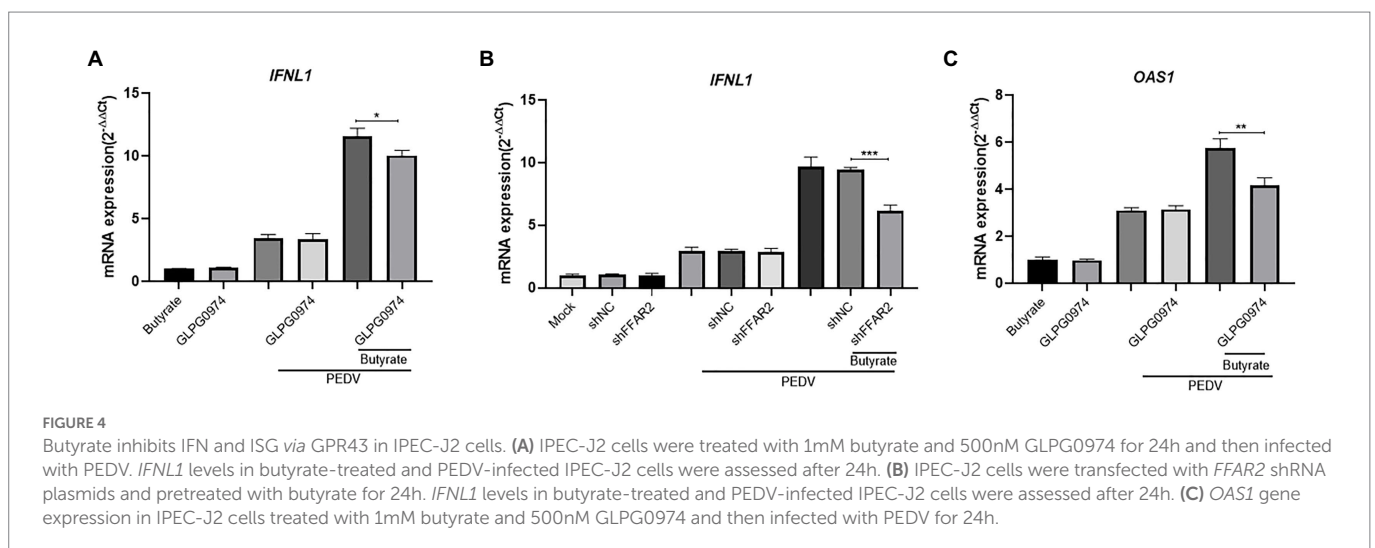 A
IFNL1
mRNA expression(2-ΔΔCt)
15
10
5
0
*
Butyrate
GLPG0974
GLPG0974
GLPG0974
Butyrate
PEDV
B
IFNL1
mRNA expression(2-ΔΔCt)
15
10
5
0
***
Mock
shNC
shFFAR2
shNC
shFFAR2
shNC
shFFAR2
Butyrate
PEDV
C
OAS1
mRNA expression(2-ΔΔCt)
8
6
4
2
0
**
Butyrate
GLPG0974
GLPG0974
GLPG0974
Butyrate
PEDV
FIGURE 4
Butyrate inhibits IFN and ISG via GPR43 in IPEC-J2 cells. (A) IPEC-J2 cells were treated with 1mM butyrate and 500nM GLPG0974 for 24h and then infected
with PEDV. IFNL1 levels in butyrate-treated and PEDV-infected IPEC-J2 cells were assessed after 24h. (B) IPEC-J2 cells were transfected with FFAR2 shRNA
plasmids and pretreated with butyrate for 24h. IFNL1 levels in butyrate-treated and PEDV-infected IPEC-J2 cells were assessed after 24h. (C) OAS1 gene
expression in IPEC-J2 cells treated with 1mM butyrate and 500nM GLPG0974 and then infected with PEDV for 24h.